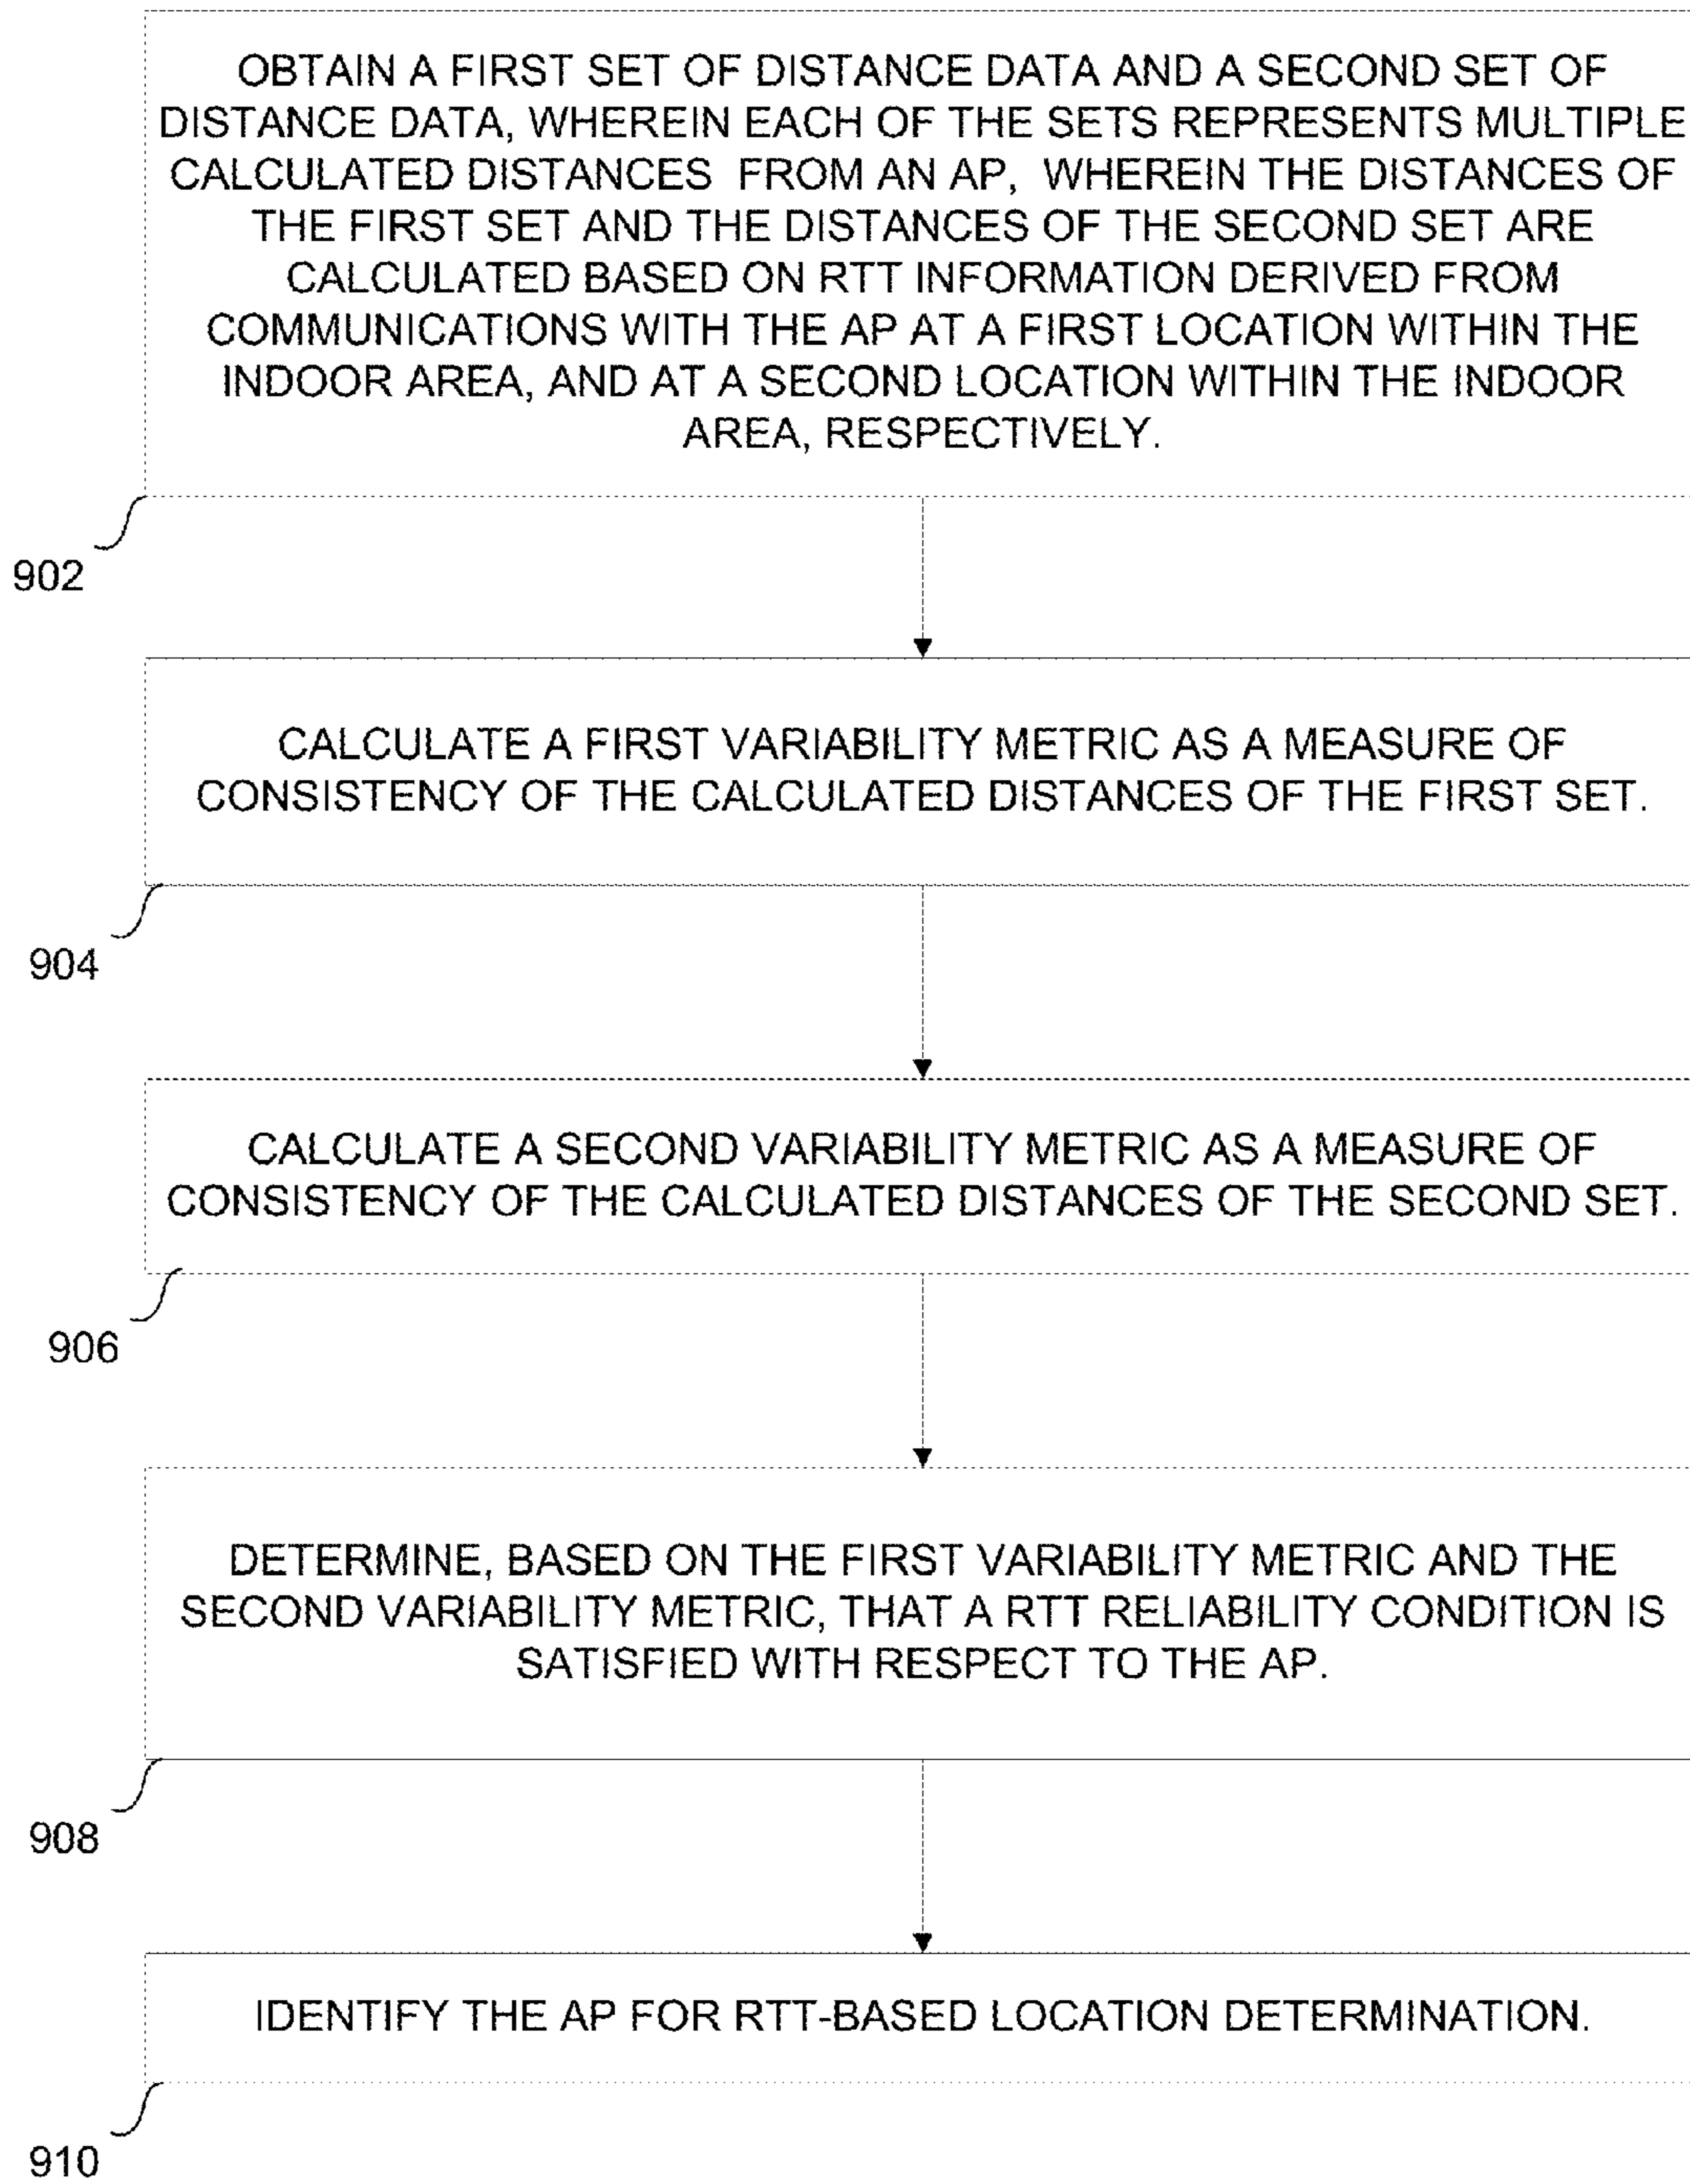 OBTAIN A FIRST SET OF DISTANCE DATA AND A SECOND SET OF
DISTANCE DATA, WHEREIN EACH OF THE SETS REPRESENTS MULTIPLE
CALCULATED DISTANCES FROM AN AP, WHEREIN THE DISTANCES OF
THE FIRST SET AND THE DISTANCES OF THE SECOND SET ARE
CALCULATED BASED ON RTT INFORMATION DERIVED FROM
COMMUNICATIONS WITH THE AP AT A FIRST LOCATION WITHIN THE
INDOOR AREA, AND AT A SECOND LOCATION WITHIN THE INDOOR
AREA, RESPECTIVELY.
902
CALCULATE A FIRST VARIABILITY METRIC AS A MEASURE OF
CONSISTENCY OF THE CALCULATED DISTANCES OF THE FIRST SET.
904
CALCULATE A SECOND VARIABILITY METRIC AS A MEASURE OF
CONSISTENCY OF THE CALCULATED DISTANCES OF THE SECOND SET.
906
DETERMINE, BASED ON THE FIRST VARIABILITY METRIC AND THE
SECOND VARIABILITY METRIC, THAT A RTT RELIABILITY CONDITION IS
SATISFIED WITH RESPECT TO THE AP.
908
IDENTIFY THE AP FOR RTT-BASED LOCATION DETERMINATION.
910